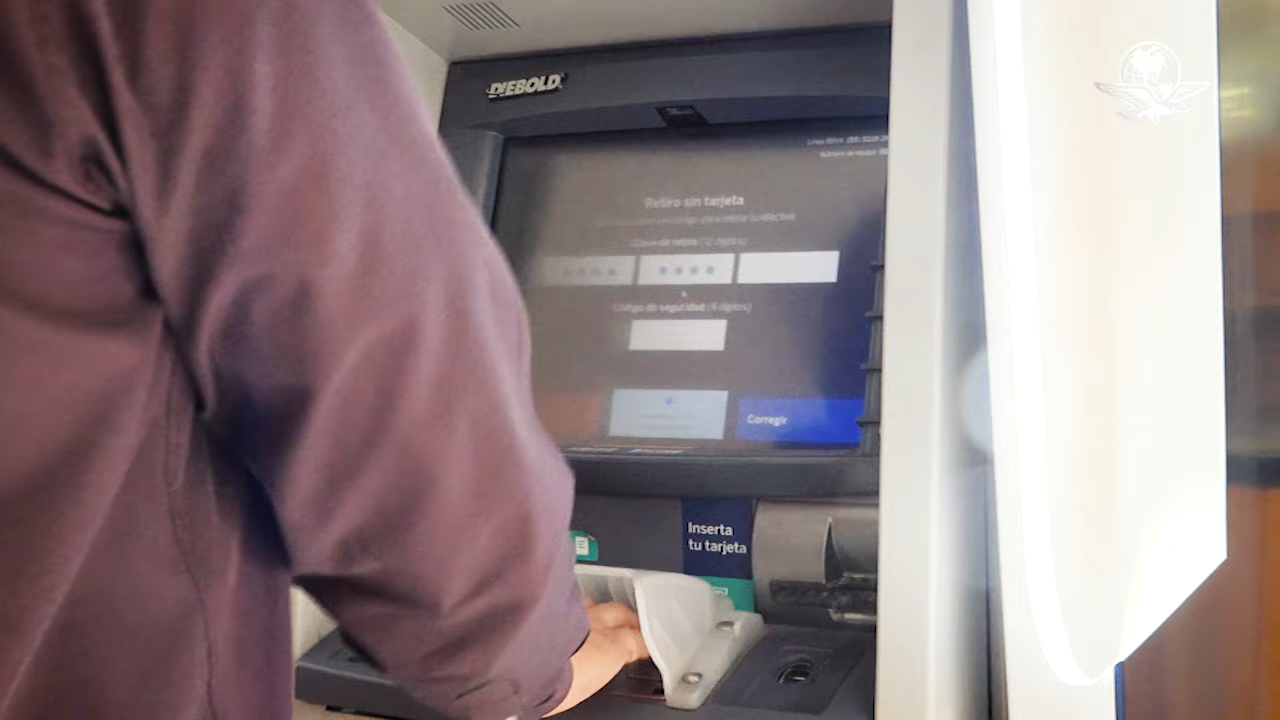 DIEBOLD
Retiro sin tarjeta
Clave de retiro (12 dígitos)
Código de seguridad (4 dígitos)
Corregir
Inserta
tu tarjeta